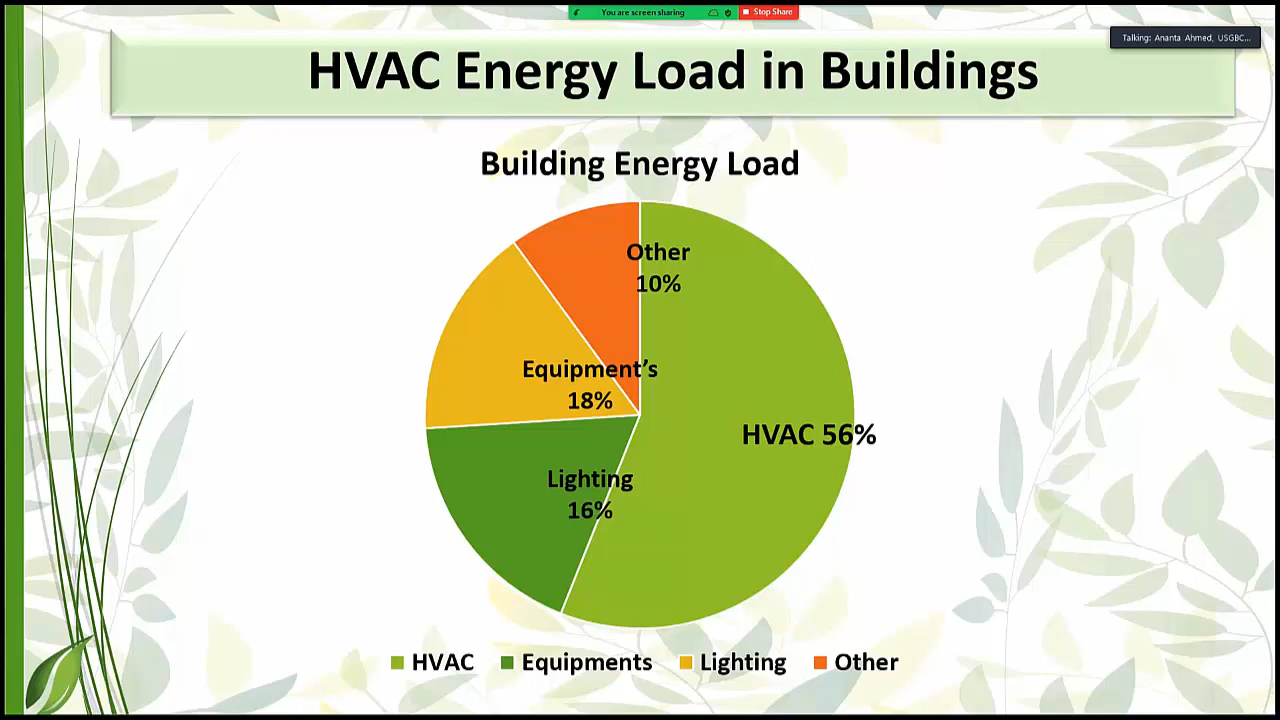 You are screen sharing
Stop Share
Talking: Ananta Ahmed, USGBC...
HVAC Energy Load in Buildings
Building Energy Load
Other
10%
Equipment’s
18%
HVAC 56%
Lighting
16%
HVAC
Equipments
Lighting
Other